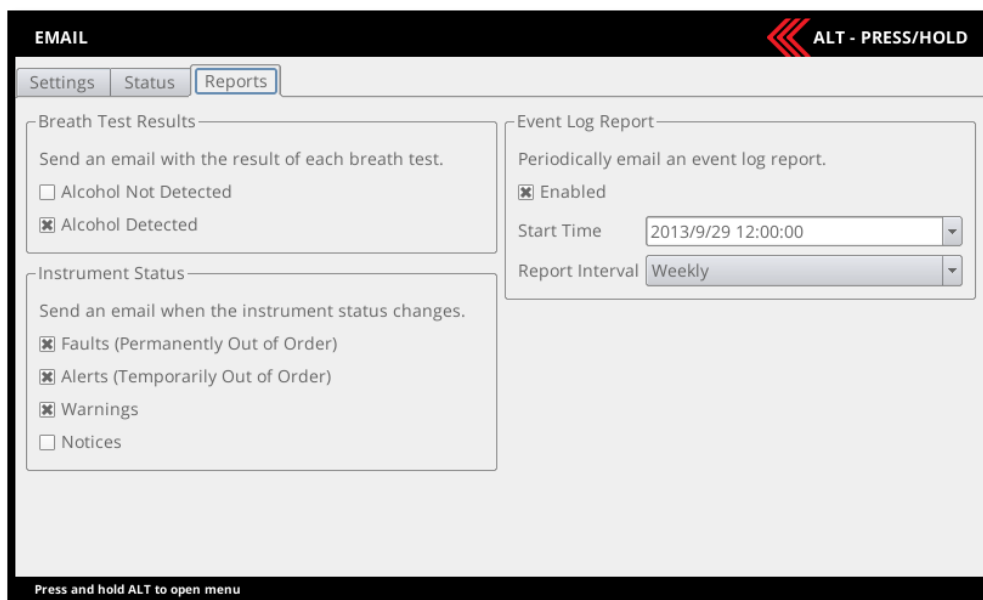 EMAIL
ALT - PRESS/HOLD
Settings
Status
Reports
Breath Test Results
Send an email with the result of each breath test.
Alcohol Not Detected
Alcohol Detected
Instrument Status
Send an email when the instrument status changes.
Faults (Permanently Out of Order)
Alerts (Temporarily Out of Order)
Warnings
Notices
Event Log Report
Periodically email an event log report.
Enabled
Start Time 2013/9/29 12:00:00
Report Interval Weekly
Press and hold ALT to open menu